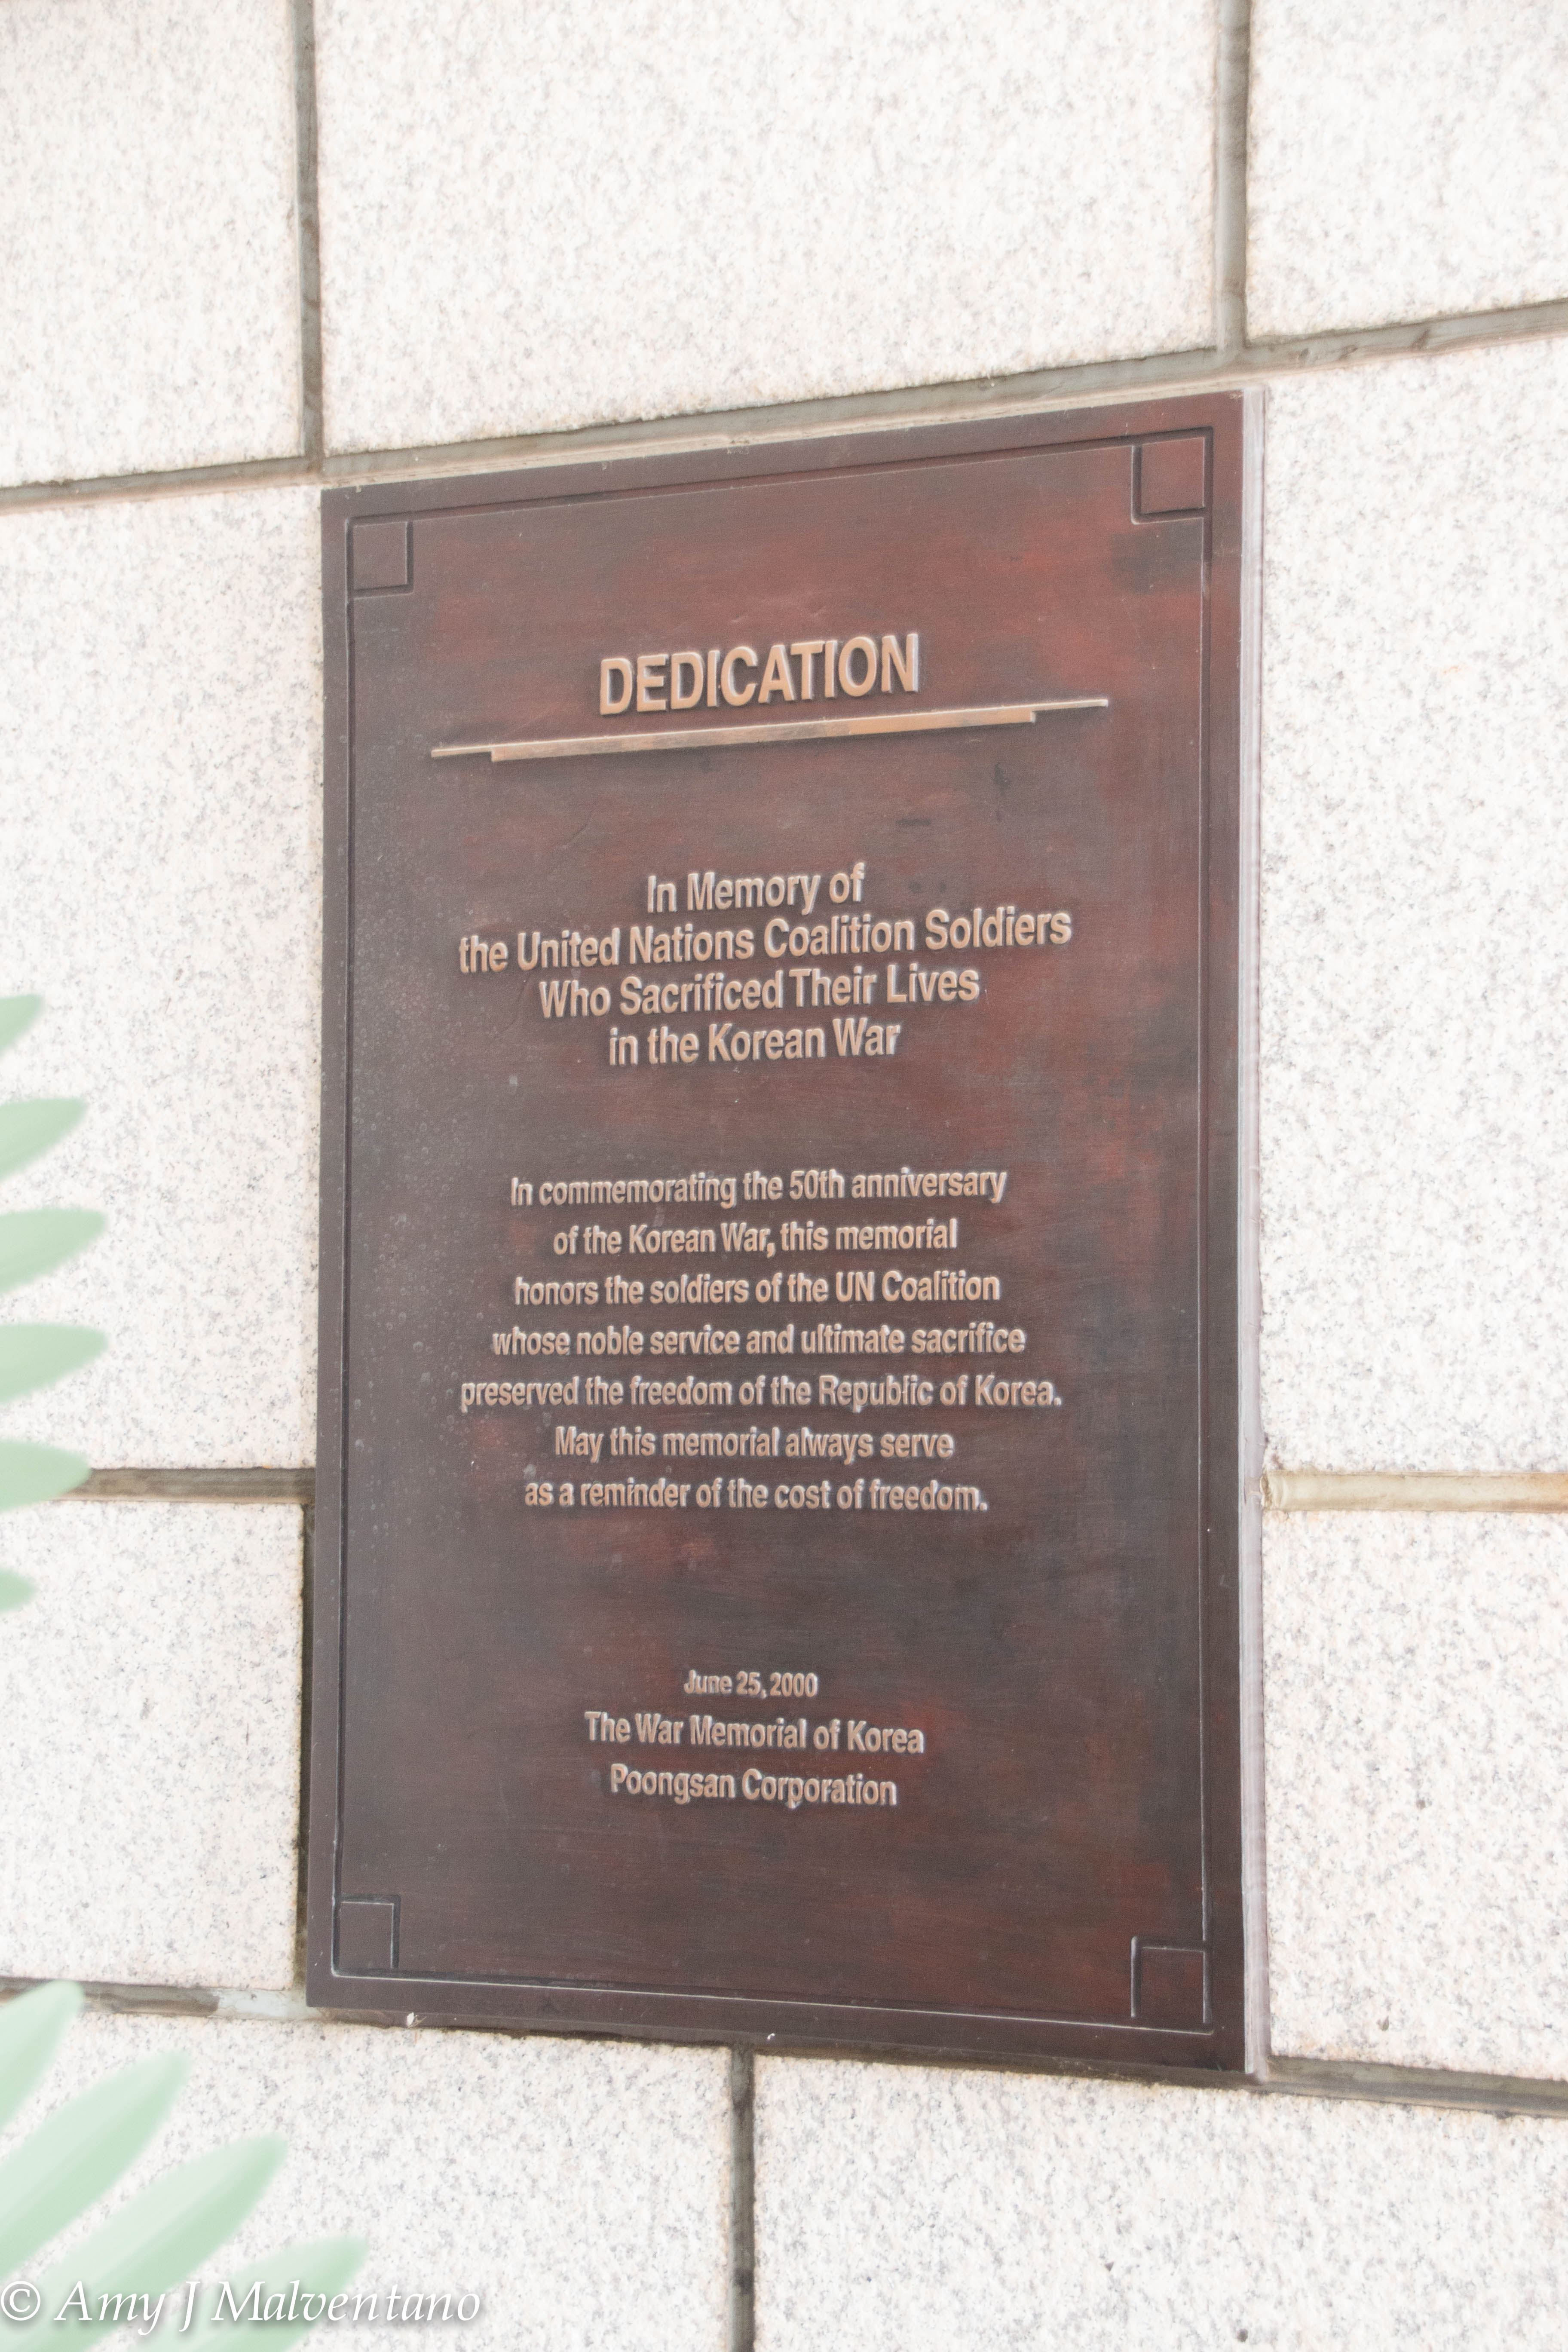 DEDICATION
In Memory of
the United Nations Coalition Soldiers
Who Sacrificed Their Lives
in the Korean War
In commemorating the 50th anniversary
of the Korean War, this memorial
honors the soldiers of the UN Coalition
whose noble service and ultimate sacrifice
preserved the freedom of the Republic of Korea.
May this memorial always serve
as a reminder of the cost of freedom.
June 25, 2000
The War Memorial of Korea
Poongsan Corporation
© Amy J Malventano